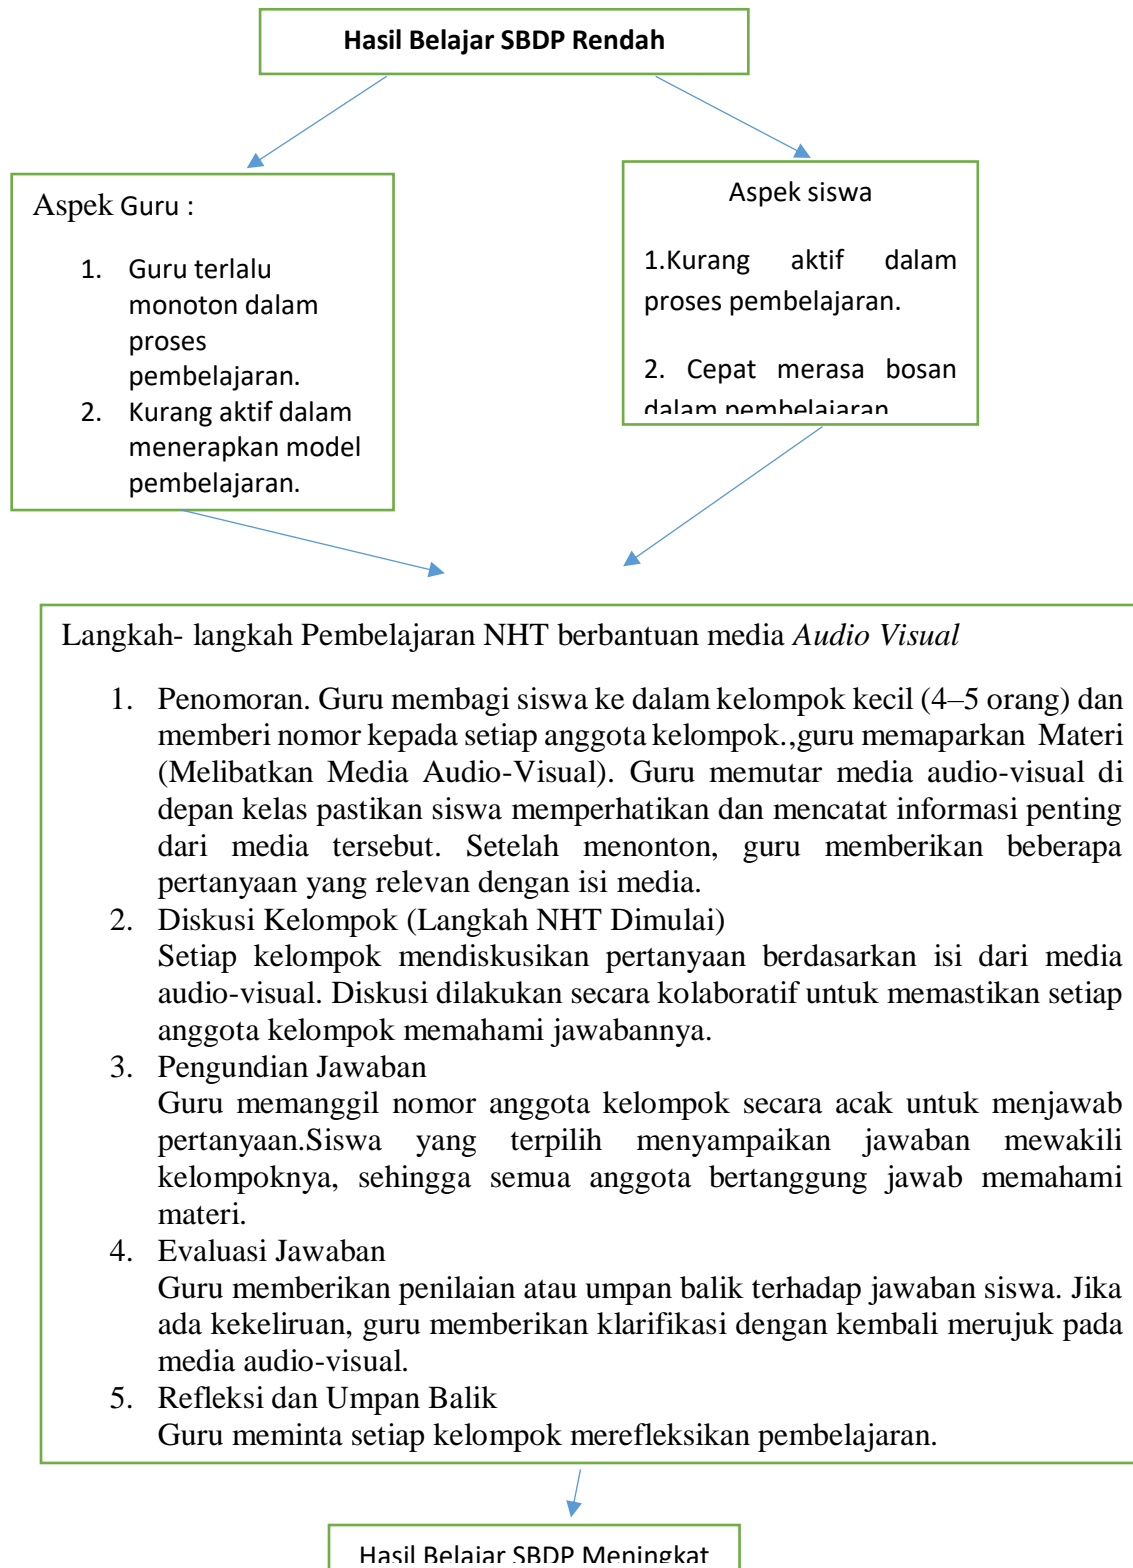 Hasil Belajar SBDP Rendah
Aspek Guru :
1. Guru terlalu
monoton dalam
proses
pembelajaran.
2. Kurang aktif dalam
menerapkan model
pembelajaran.
Aspek siswa
1.Kurang aktif dalam
proses pembelajaran.
2. Cepat merasa bosan
dalam pembelajaran
Langkah- langkah Pembelajaran NHT berbantuan media Audio Visual
1. Penomoran. Guru membagi siswa ke dalam kelompok kecil (4–5 orang) dan
memberi nomor kepada setiap anggota kelompok.,guru memaparkan Materi
(Melibatkan Media Audio-Visual). Guru memutar media audio-visual di
depan kelas pastikan siswa memperhatikan dan mencatat informasi penting
dari media tersebut. Setelah menonton, guru memberikan beberapa
pertanyaan yang relevan dengan isi media.
2. Diskusi Kelompok (Langkah NHT Dimulai)
Setiap kelompok mendiskusikan pertanyaan berdasarkan isi dari media
audio-visual. Diskusi dilakukan secara kolaboratif untuk memastikan setiap
anggota kelompok memahami jawabannya.
3. Pengundian Jawaban
Guru memanggil nomor anggota kelompok secara acak untuk menjawab
pertanyaan.Siswa yang terpilih menyampaikan jawaban mewakili
kelompoknya, sehingga semua anggota bertanggung jawab memahami
materi.
4. Evaluasi Jawaban
Guru memberikan penilaian atau umpan balik terhadap jawaban siswa. Jika
ada kekeliruan, guru memberikan klarifikasi dengan kembali merujuk pada
media audio-visual.
5. Refleksi dan Umpan Balik
Guru meminta setiap kelompok merefleksikan pembelajaran.
Hasil Belajar SBDP Meningkat